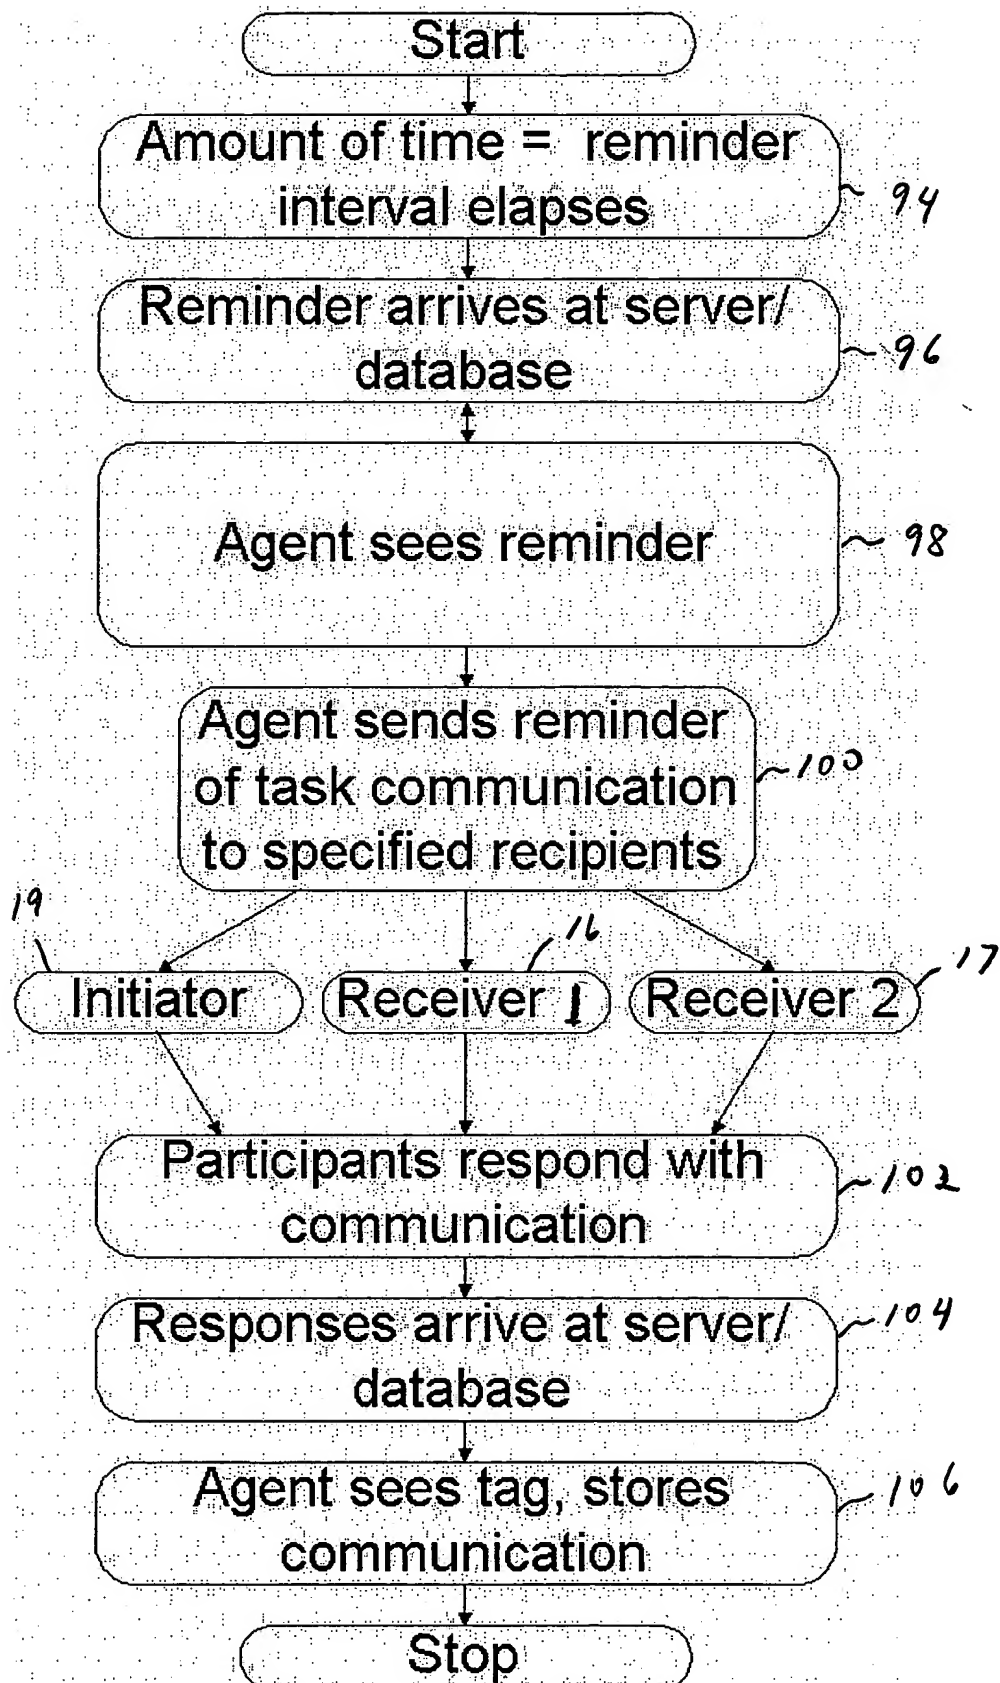 Start
Amount of time = reminder
interval elapses
94
Reminder arrives at server/
database
96
Agent sees reminder
98
Agent sends reminder
of task communication
to specified recipients
100
19
16
17
Initiator
Receiver 1
Receiver 2
Participants respond with
communication
102
Responses arrive at server/
database
104
Agent sees tag, stores
communication
106
Stop